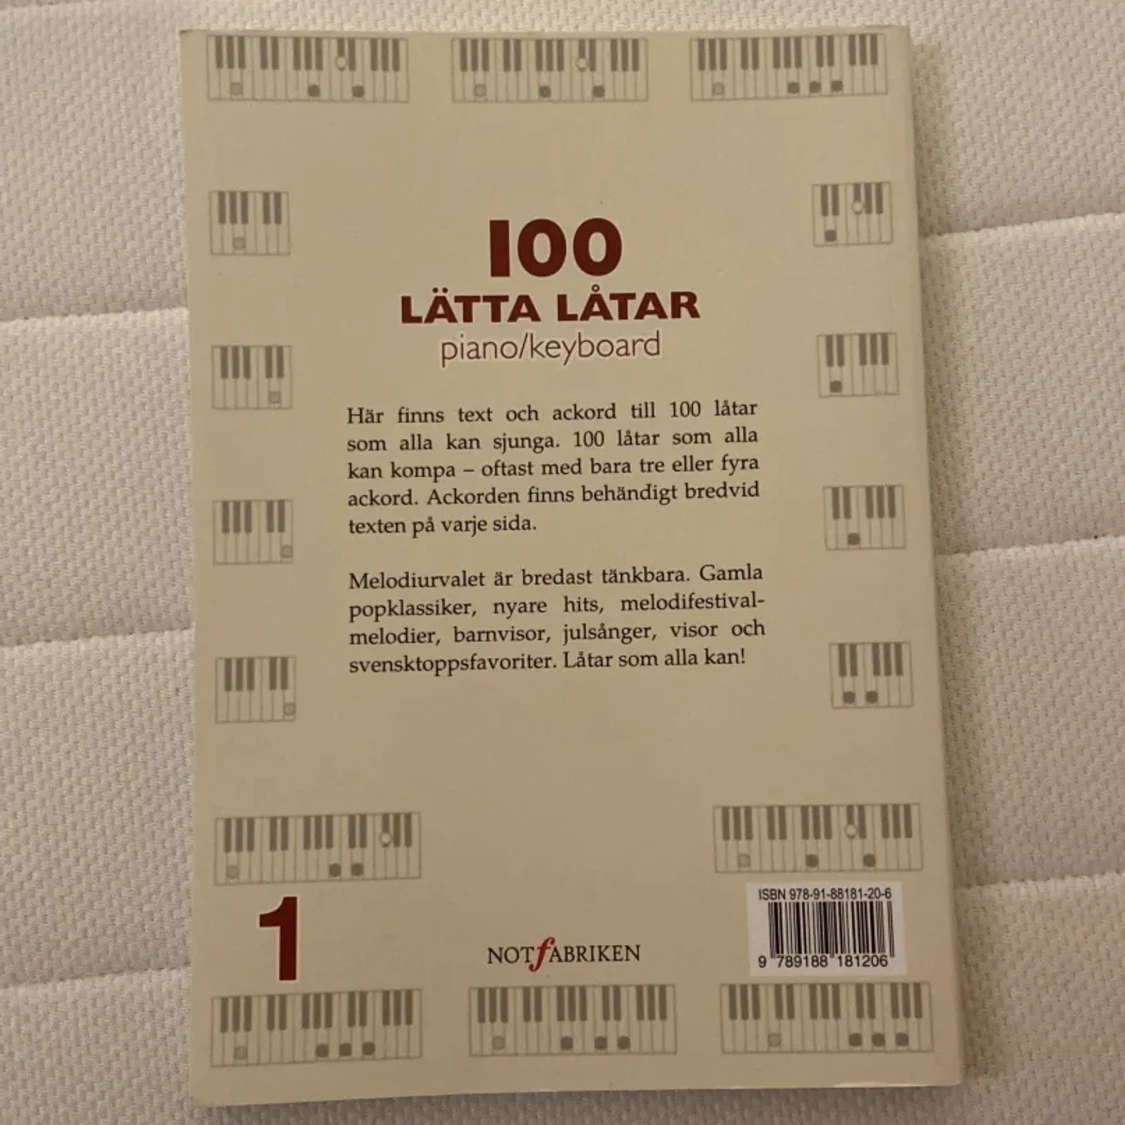 100
LÄTTA LÅTAR
piano/keyboard
Här finns text och ackord till 100 låtar
som alla kan sjunga. 100 låtar som alla
kan kompa – oftast med bara tre eller fyra
ackord. Ackorden finns behändigt bredvid
texten på varje sida.
Melodiurvalet är bredast tänkbara. Gamla
popklassiker, nyare hits, melodifestival-
melodier, barnvisor, julsånger, visor och
svensktoppsfavoriter. Låtar som alla kan!
1
NOTfABRIKEN
ISBN 978-91-88181-20-6
9 789188 181206